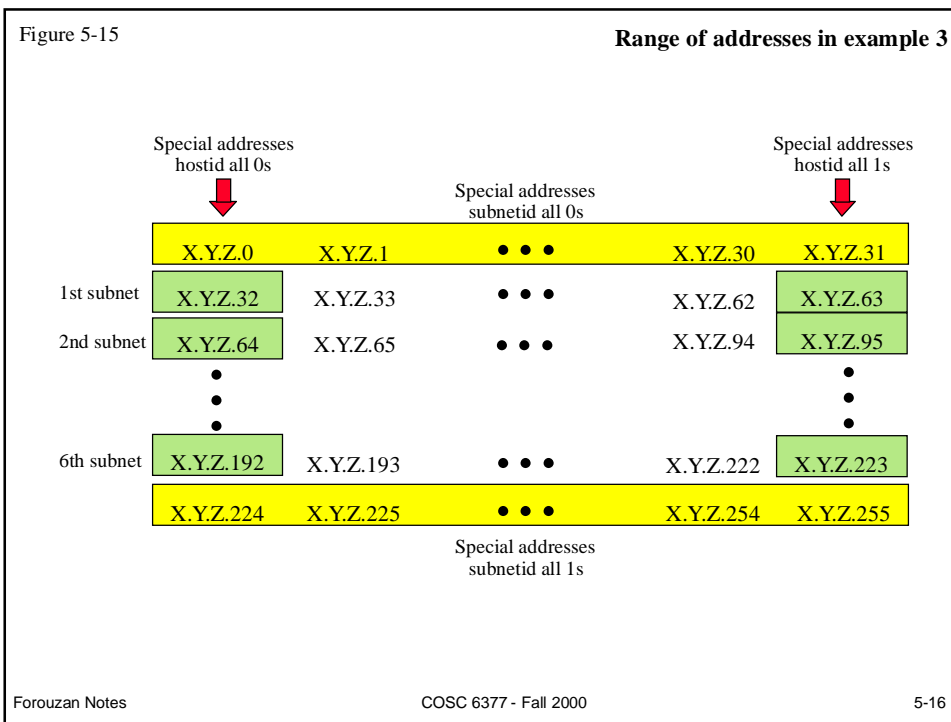 Figure 5-15
Range of addresses in example 3
Special addresses
hostid all 0s
Special addresses
hostid all 1s
Special addresses
subnetid all 0s
X.Y.Z.0 X.Y.Z.1 • • • X.Y.Z.30 X.Y.Z.31
1st subnet X.Y.Z.32 X.Y.Z.33 • • • X.Y.Z.62 X.Y.Z.63
2nd subnet X.Y.Z.64 X.Y.Z.65 • • • X.Y.Z.94 X.Y.Z.95
6th subnet X.Y.Z.192 X.Y.Z.193 • • • X.Y.Z.222 X.Y.Z.223
X.Y.Z.224 X.Y.Z.225 • • • X.Y.Z.254 X.Y.Z.255
Special addresses
subnetid all 1s
Forouzan Notes COSC 6377 - Fall 2000 5-16